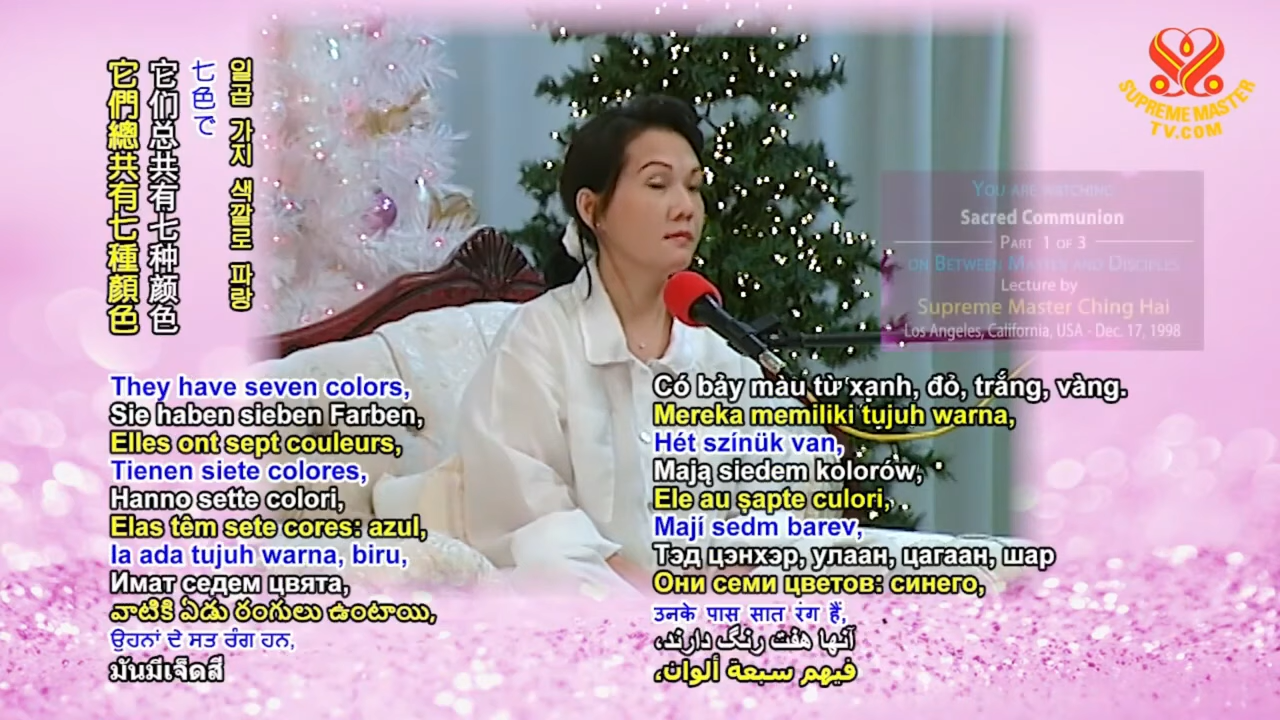 它們總共有七種顏色
它们总共有七种颜色
七色で
일곱 가지 색깔로 파랑
SUPREME MASTER
TV.COM
YOU ARE WATCHING
Sacred Communion
PART 1 OF 3
ON BETWEEN MASTER AND DISCIPLES
Lecture by
Supreme Master Ching Hai
Los Angeles, California, USA - Dec. 17, 1998
They have seven colors,
Sie haben sieben Farben,
Elles ont sept couleurs,
Tienen siete colores,
Hanno sette colori,
Elas têm sete cores: azul,
Ia ada tujuh warna, biru,
Имат седем цвята,
వాటికి ఏడు రంగులు ఉంటాయి,
ਉਹਨਾਂ ਦੇ ਸਤ ਰੰਗ ਹਨ,
มันมีเจ็ดสี
Có bảy màu từ xanh, đỏ, trắng, vàng.
Mereka memiliki tujuh warna,
Hét színük van,
Mają siedem kolorów,
Ele au șapte culori,
Mají sedm barev,
Тэд цэнхэр, улаан, цагаан, шар
Они семи цветов: синего,
उनके पास सात रंग हैं,
آنها هفت رنگ دارند،
فيهم سبعة ألوان،